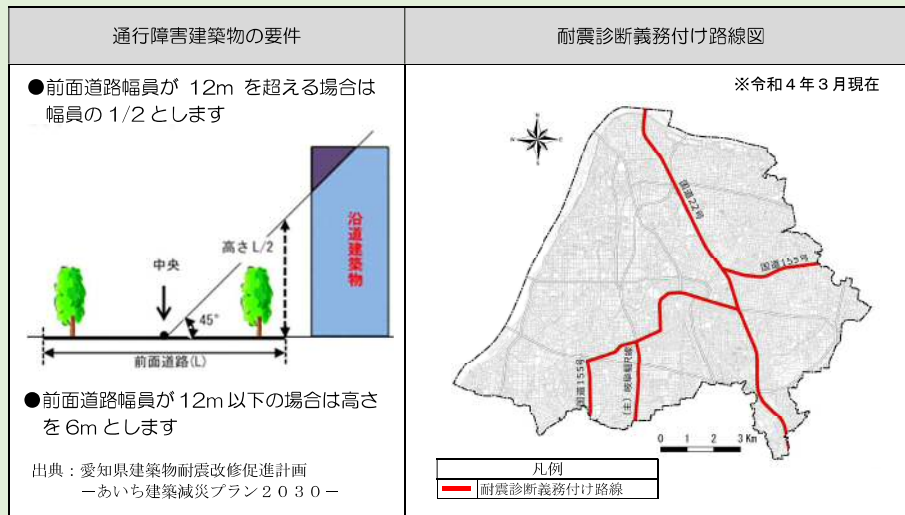 通行障害建築物の要件
●前面道路幅員が 12m を超える場合は
幅員の 1/2 とします
沿道建築物
高さL/2
中央
45°
前面道路(L)
●前面道路幅員が12m以下の場合は高さ
を6mとします
出典：愛知県建築物耐震改修促進計画
－あいち建築減災プラン２０３０－
耐震診断義務付け路線図
※令和４年３月現在
N
W
E
S
国道22号
国道155号
国道155号
(主)岐阜稲沢線
0 1 2 3 Km
凡例
耐震診断義務付け路線